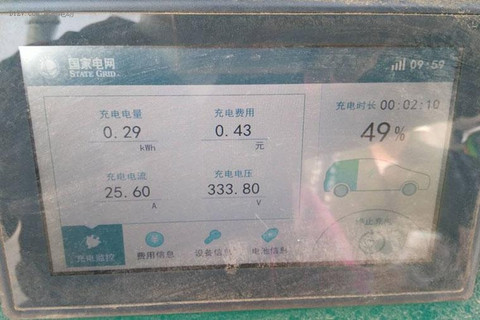 国家电网
STATE GRID
09:59
充电电量
0.29
kWh
充电费用
0.43
元
充电时长 00:02:10
49%
充电电流
25.60
A
充电电压
333.80
V
充电监控
费用信息
设备信息
电池信息